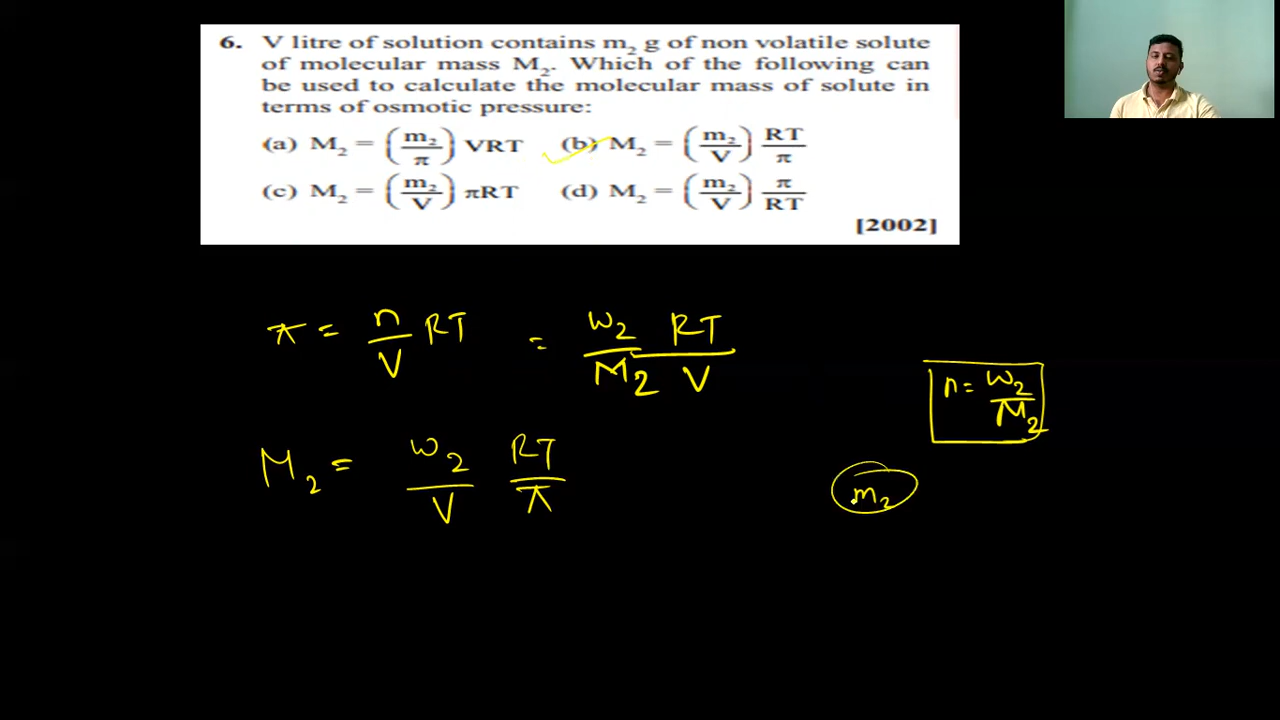 6. V litre of solution contains m₂ g of non volatile solute
of molecular mass M₂. Which of the following can
be used to calculate the molecular mass of solute in
terms of osmotic pressure:
(a) M₂ = (m₂/π) VRT (b) M₂ = (m₂/V) RT/π
(c) M₂ = (m₂/V) πRT (d) M₂ = (m₂/V) π/RT
[2002]
π = n/V RT = w₂/M₂ RT/V
n = w₂/M₂
M₂ = w₂/V RT/π
m₂